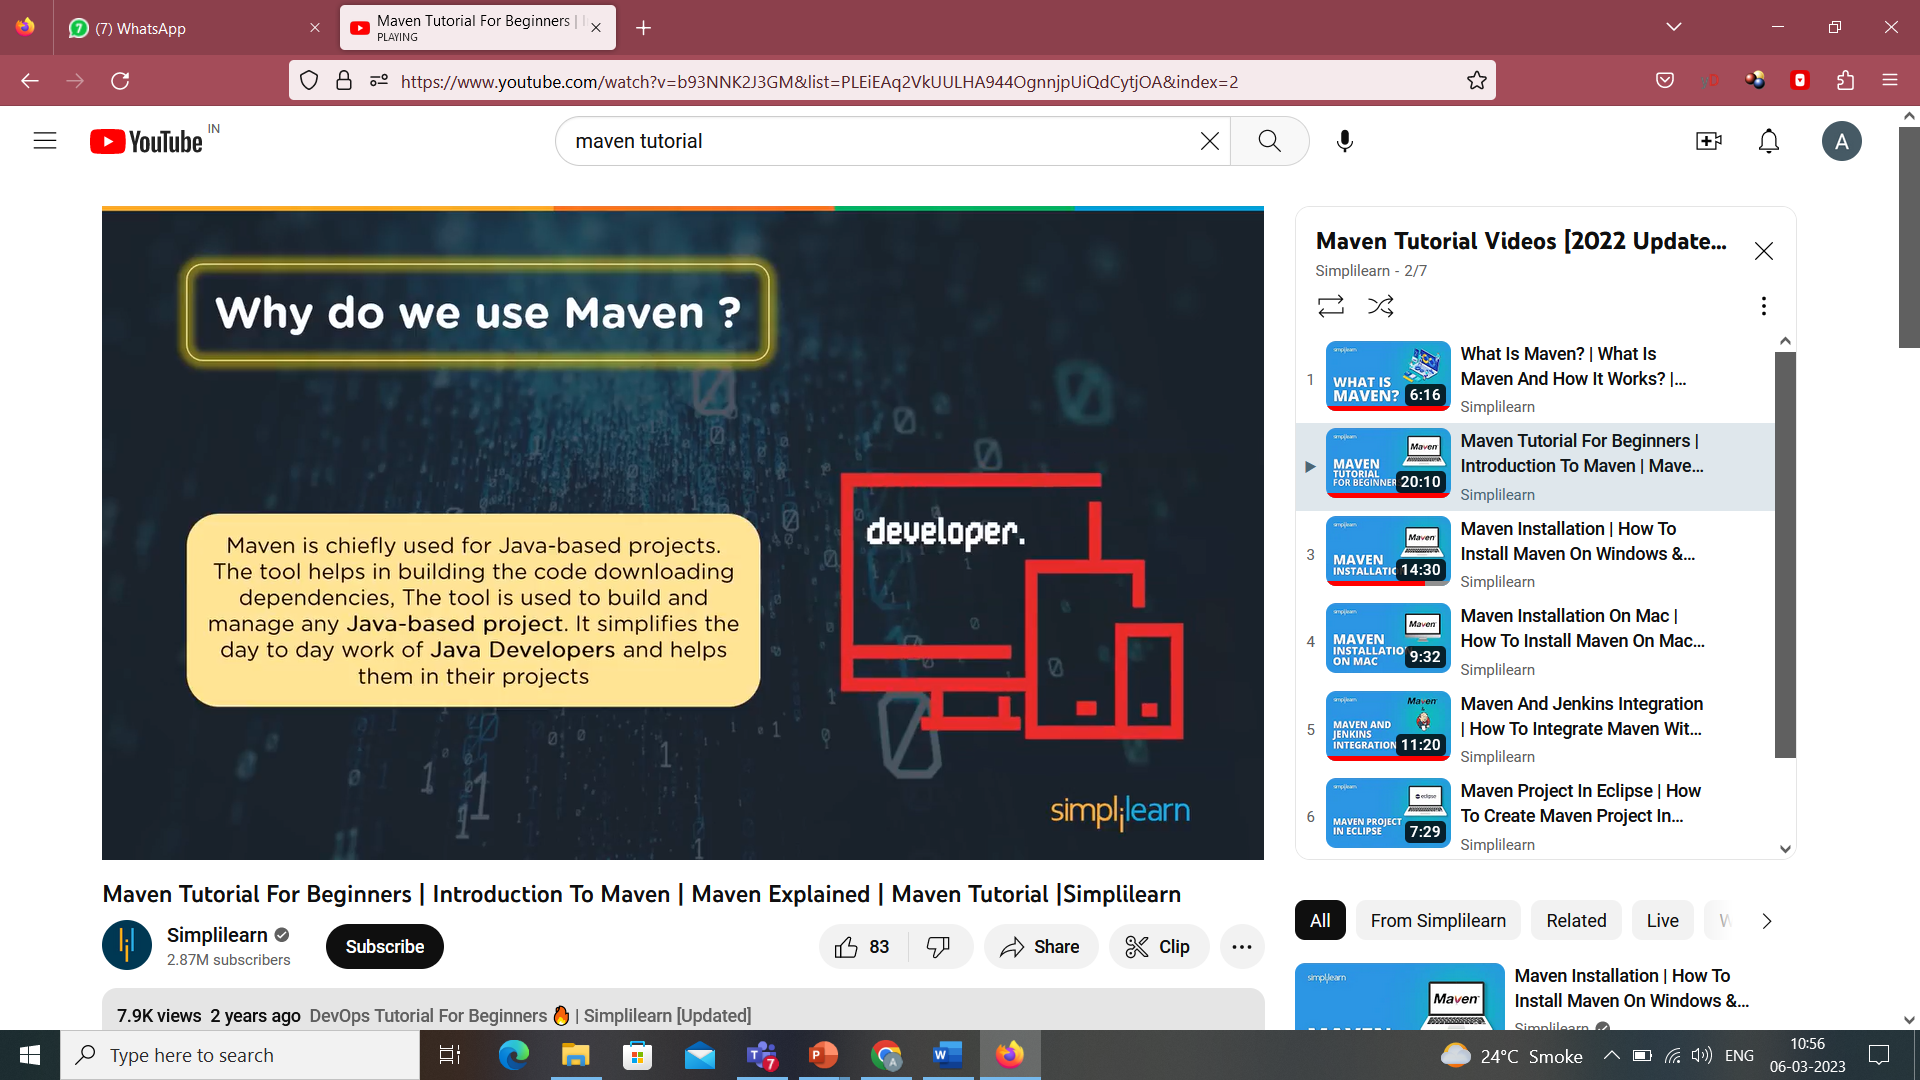 (7) WhatsApp
Maven Tutorial For Beginners |
PLAYING
https://www.youtube.com/watch?v=b93NNK2J3GM&list=PLEiEAq2VkUULHA944OgnnjpUiQdCytjOA&index=2
YouTube IN
maven tutorial
A
Why do we use Maven ?
Maven is chiefly used for Java-based projects.
The tool helps in building the code downloading
dependencies, The tool is used to build and
manage any Java-based project. It simplifies the
day to day work of Java Developers and helps
them in their projects
developer.
simplilearn
Maven Tutorial Videos [2022 Update...
Simplilearn - 2/7
1
WHAT IS
MAVEN?
6:16
What Is Maven? | What Is
Maven And How It Works? |...
Simplilearn
Maven
MAVEN
TUTORIAL
FOR BEGINNER
20:10
Maven Tutorial For Beginners |
Introduction To Maven | Mave...
Simplilearn
3
Maven
MAVEN
14:30
Maven Installation | How To
Install Maven On Windows &...
Simplilearn
4
Maven
MAVEN
INSTALLATIO
ON MAC
9:32
Maven Installation On Mac |
How To Install Maven On Mac...
Simplilearn
5
Maven
MAVEN AND
JENKINS
INTEGRATION
11:20
Maven And Jenkins Integration
| How To Integrate Maven Wit...
Simplilearn
6
eclipse
MAVEN PROJECT
IN ECLIPSE
7:29
Maven Project In Eclipse | How
To Create Maven Project In...
Simplilearn
Maven Tutorial For Beginners | Introduction To Maven | Maven Explained | Maven Tutorial |Simplilearn
Simplilearn
2.87M subscribers
Subscribe
83
Share
Clip
7.9K views 2 years ago DevOps Tutorial For Beginners 🔥 | Simplilearn [Updated]
All
From Simplilearn
Related
Live
simplilearn
Maven
Maven Installation | How To
Install Maven On Windows &...
Simplilearn
Type here to search
7
A
24°C Smoke
ENG
10:56
06-03-2023